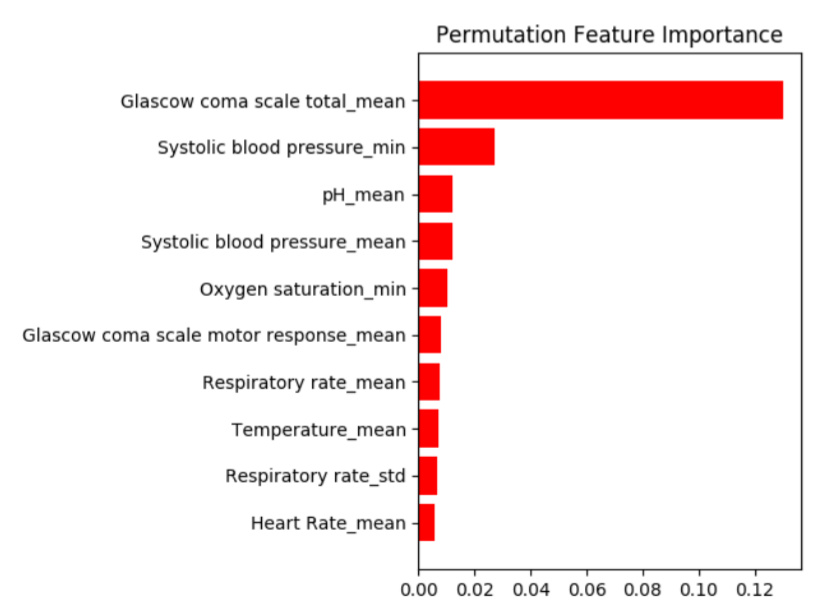 Permutation Feature Importance
Glascow coma scale total_mean
Systolic blood pressure_min
pH_mean
Systolic blood pressure_mean
Oxygen saturation_min
Glascow coma scale motor response_mean
Respiratory rate_mean
Temperature_mean
Respiratory rate_std
Heart Rate_mean
0.00 0.02 0.04 0.06 0.08 0.10 0.12